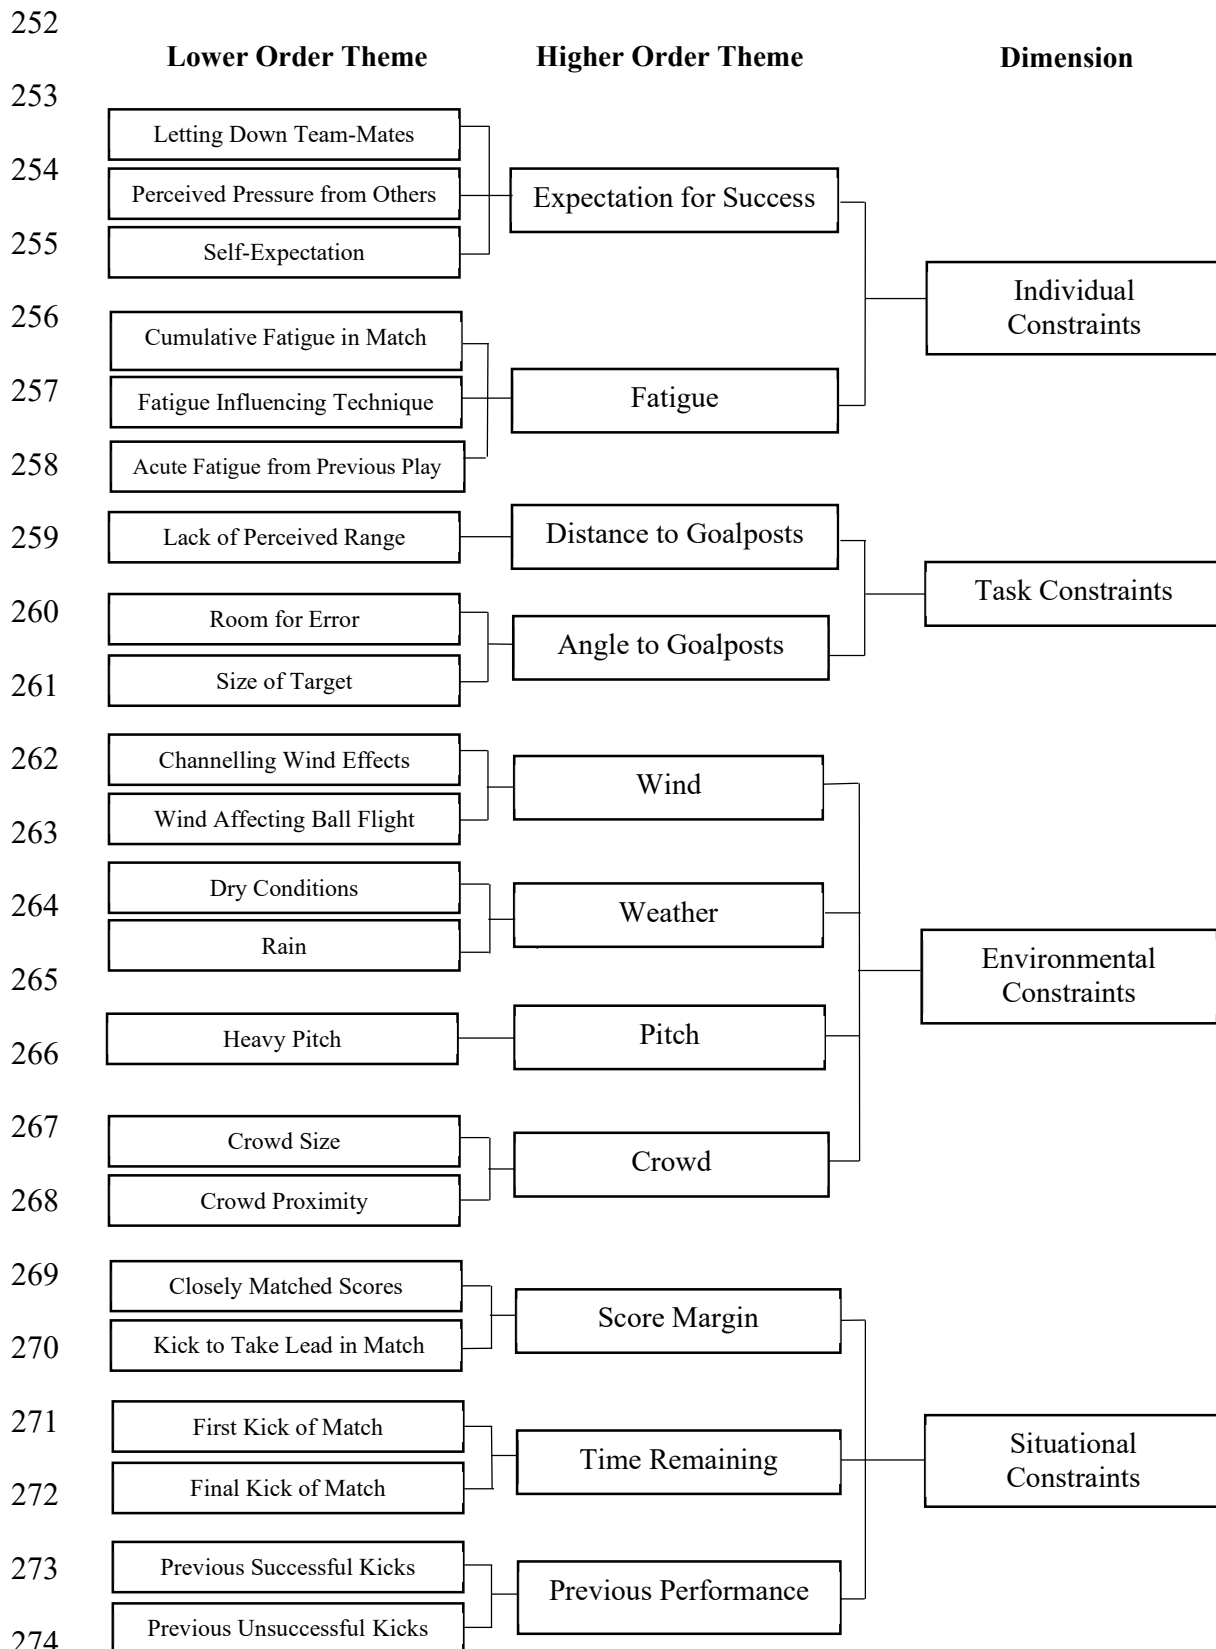 252
Lower Order Theme Higher Order Theme Dimension
253
Letting Down Team-Mates
254
Perceived Pressure from Others
Expectation for Success
255
Self-Expectation
Individual
Constraints
256
Cumulative Fatigue in Match
257
Fatigue Influencing Technique
Fatigue
258
Acute Fatigue from Previous Play
259
Lack of Perceived Range
Distance to Goalposts
Task Constraints
260
Room for Error
Angle to Goalposts
261
Size of Target
262
Channelling Wind Effects
Wind
263
Wind Affecting Ball Flight
264
Dry Conditions
Weather
Rain
Environmental
Constraints
265
266
Heavy Pitch
Pitch
267
Crowd Size
Crowd
268
Crowd Proximity
269
Closely Matched Scores
Score Margin
270
Kick to Take Lead in Match
271
First Kick of Match
Time Remaining
Situational
Constraints
272
Final Kick of Match
273
Previous Successful Kicks
Previous Performance
274
Previous Unsuccessful Kicks